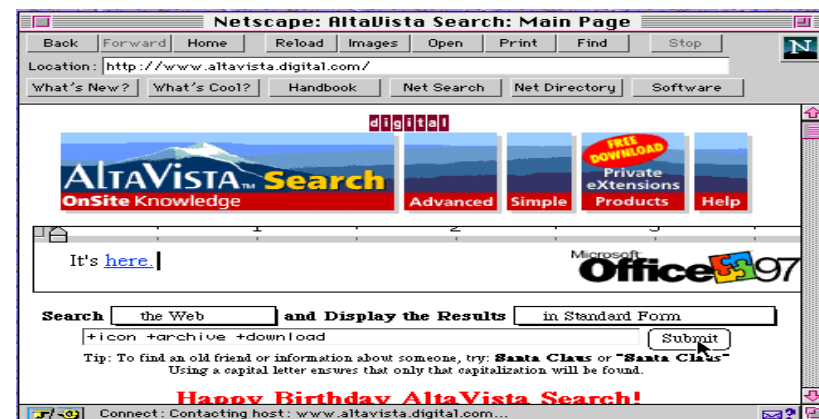 Netscape: AltaVista Search: Main Page
Back Forward Home Reload Images Open Print Find Stop N
Location: http://www.altavista.digital.com/
What's New? What's Cool? Handbook Net Search Net Directory Software
digital
ALTAVISTA™ Search
OnSite Knowledge
Advanced
Simple
FREE DOWNLOAD
Private eXtensions
Products
Help
1 2 3
It's here.
Microsoft
Office 97
Search the Web and Display the Results in Standard Form
+icon +archive +download Submit
Tip: To find an old friend or information about someone, try: Santa Claus or "Santa Claus"
Using a capital letter ensures that only that capitalization will be found.
Happy Birthday AltaVista Search!
Connect: Contacting host: www.altavista.digital.com... ?